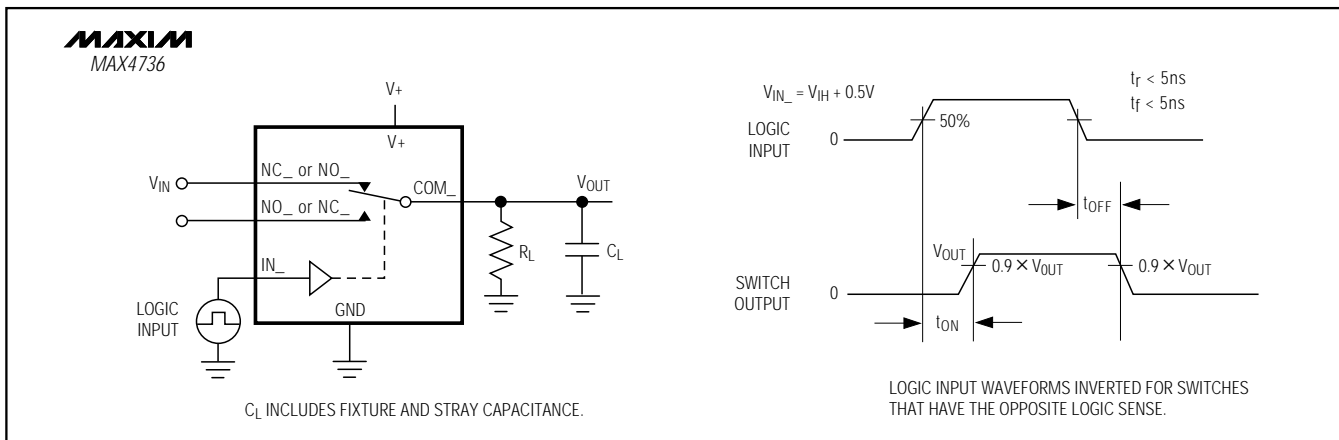 MAXIM
MAX4736
V+
V+
NC_ or NO_
VIN
COM_
VOUT
NO_ or NC_
RL
CL
IN_
LOGIC
INPUT
GND
CL INCLUDES FIXTURE AND STRAY CAPACITANCE.
tr < 5ns
tf < 5ns
VIN_ = VIH + 0.5V
LOGIC
INPUT
0
50%
tOFF
VOUT
0.9 × VOUT
0.9 × VOUT
SWITCH
OUTPUT
0
tON
LOGIC INPUT WAVEFORMS INVERTED FOR SWITCHES
THAT HAVE THE OPPOSITE LOGIC SENSE.